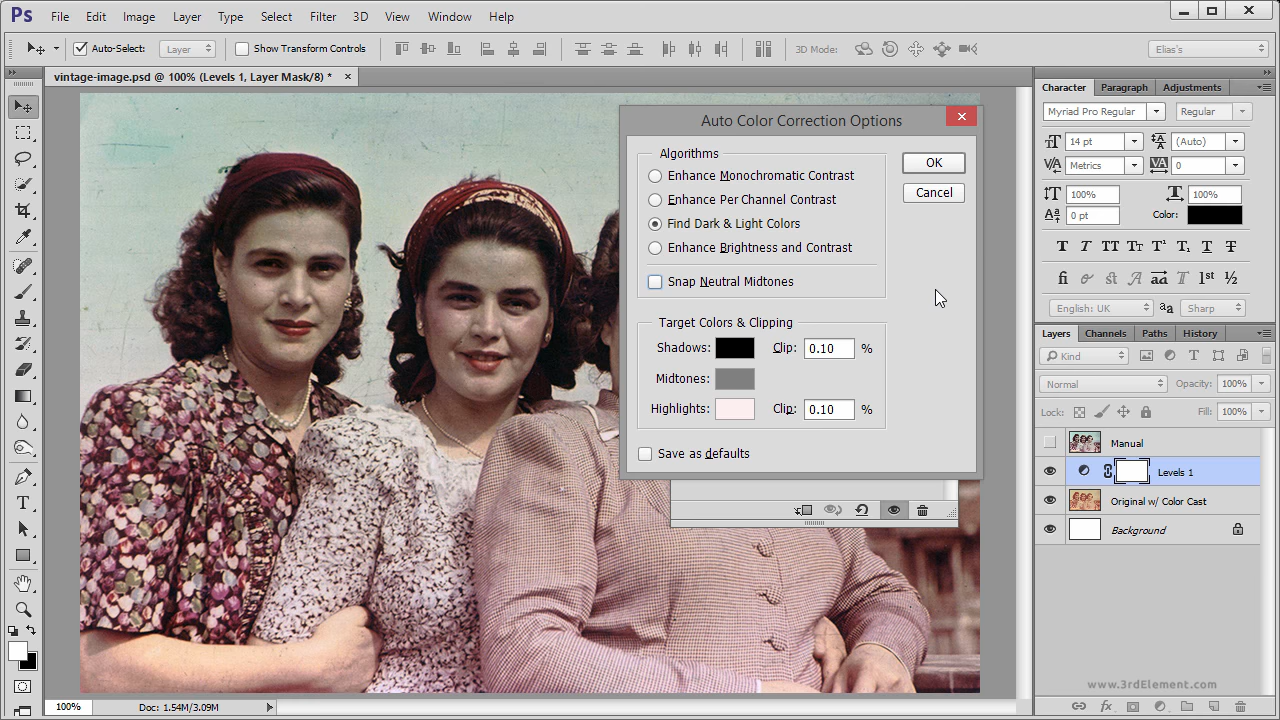 Ps File Edit Image Layer Type Select Filter 3D View Window Help
Auto-Select: Layer Show Transform Controls 3D Mode: Elias's
vintage-image.psd @ 100% (Levels 1, Layer Mask/8) * ×
Auto Color Correction Options
Algorithms
Enhance Monochromatic Contrast
Enhance Per Channel Contrast
Find Dark & Light Colors
Enhance Brightness and Contrast
Snap Neutral Midtones
OK
Cancel
Target Colors & Clipping
Shadows: Clip: 0.10 %
Midtones:
Highlights: Clip: 0.10 %
Save as defaults
Character Paragraph Adjustments
Myriad Pro Regular Regular
14 pt (Auto)
Metrics 0
100% 100%
0 pt Color:
T T TT Tт T¹ T₁ T T
fi st A aa T 1st ½
English: UK aa Sharp
Layers Channels Paths History
Kind
Normal Opacity: 100%
Lock: Fill: 100%
Manual
Levels 1
Original w/ Color Cast
Background
www.3rdElement.com
fx
100% Doc: 1.54M/3.09M